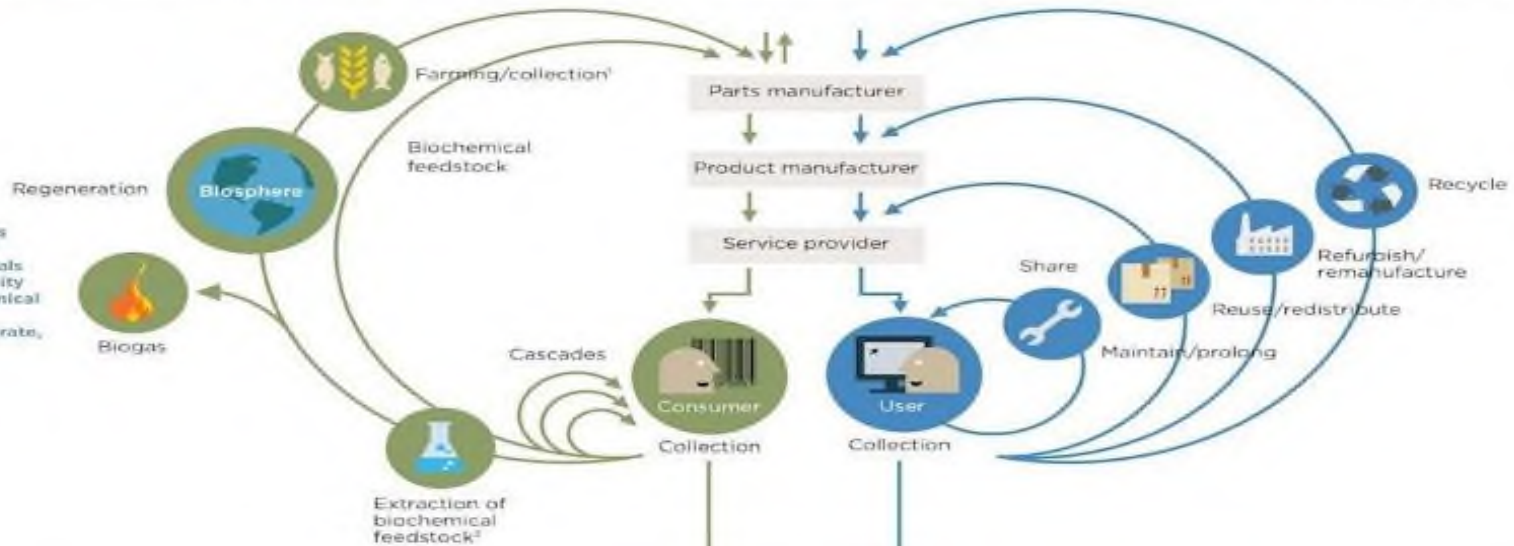 Farming/collection¹
Parts manufacturer
Biochemical
feedstock
Product manufacturer
Regeneration
Biosphere
Recycle
Service provider
Share
Refurbish/
remanufacture
Reuse/redistribute
Biogas
Cascades
Maintain/prolong
Consumer
User
Collection
Collection
Extraction of
biochemical
feedstock²